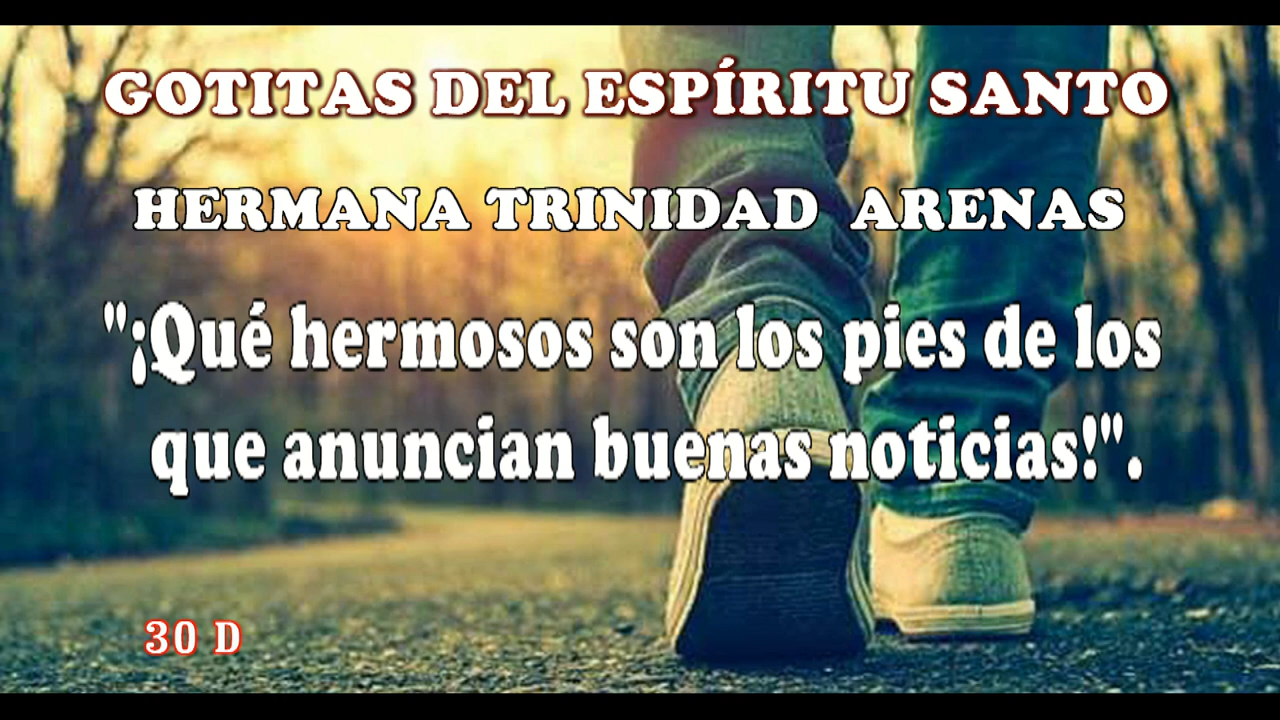 GOTITAS DEL ESPÍRITU SANTO
HERMANA TRINIDAD ARENAS
"¡Qué hermosos son los pies de los
que anuncian buenas noticias!".
30 D